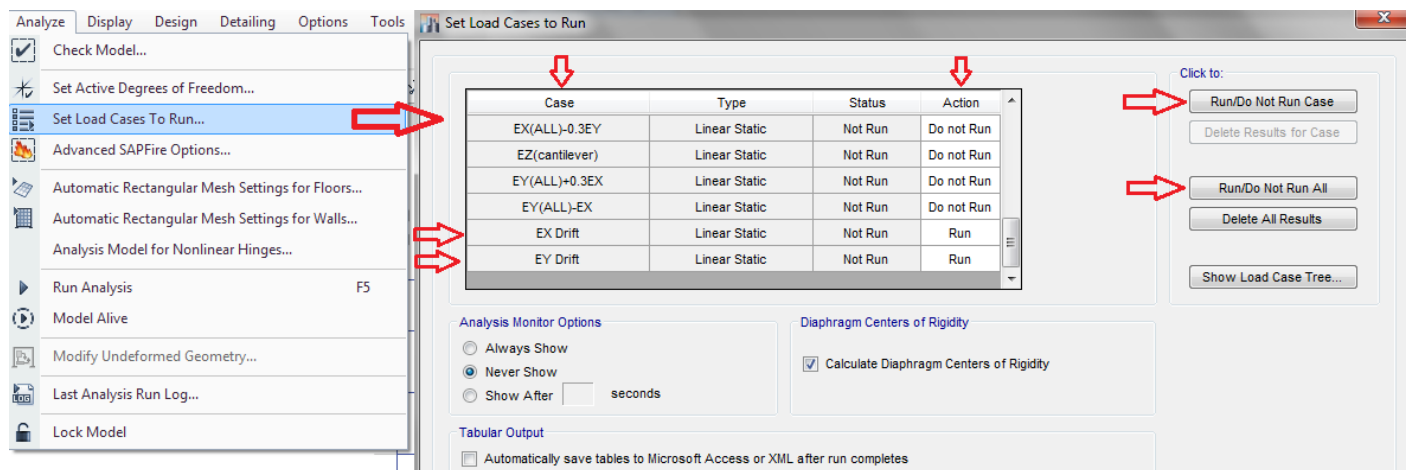 Analyze Display Design Detailing Options Tools
Check Model...
Set Active Degrees of Freedom...
Set Load Cases To Run...
Advanced SAPFire Options...
Automatic Rectangular Mesh Settings for Floors...
Automatic Rectangular Mesh Settings for Walls...
Analysis Model for Nonlinear Hinges...
Run Analysis F5
Model Alive
Modify Undeformed Geometry...
LOG Last Analysis Run Log...
Lock Model
Set Load Cases to Run
X
Case Type Status Action
EX(ALL)-0.3EY Linear Static Not Run Do not Run
EZ(cantilever) Linear Static Not Run Do not Run
EY(ALL)+0.3EX Linear Static Not Run Do not Run
EY(ALL)-EX Linear Static Not Run Do not Run
EX Drift Linear Static Not Run Run
EY Drift Linear Static Not Run Run
Click to:
Run/Do Not Run Case
Delete Results for Case
Run/Do Not Run All
Delete All Results
Show Load Case Tree...
Analysis Monitor Options
Always Show
Never Show
Show After seconds
Diaphragm Centers of Rigidity
Calculate Diaphragm Centers of Rigidity
Tabular Output
Automatically save tables to Microsoft Access or XML after run completes